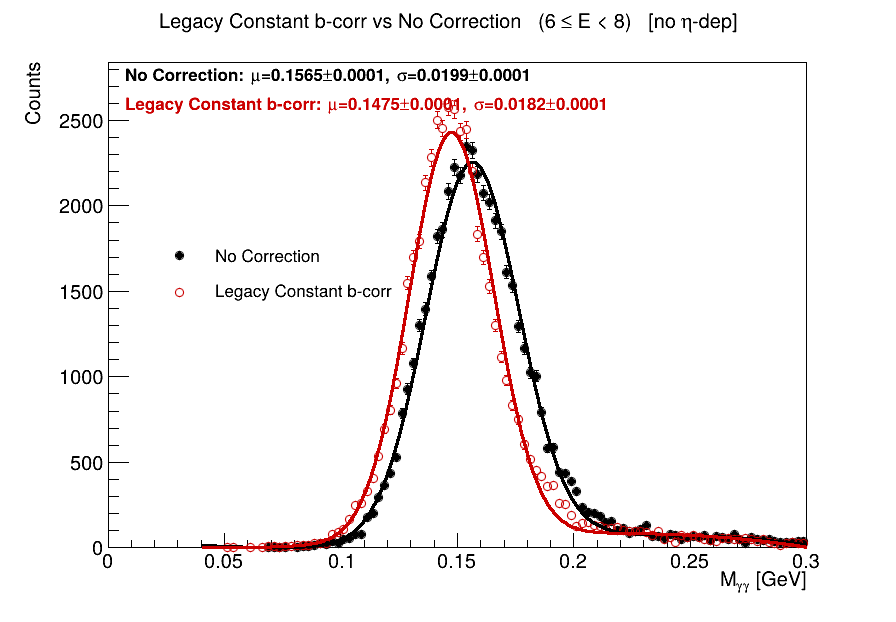 Legacy Constant b-corr vs No Correction (6 ≤ E < 8) [no η-dep]
Counts
No Correction: μ=0.1565±0.0001, σ=0.0199±0.0001
Legacy Constant b-corr: μ=0.1475±0.0001, σ=0.0182±0.0001
2500
2000
No Correction
1500
Legacy Constant b-corr
1000
500
0
0 0.05 0.1 0.15 0.2 0.25 0.3
Mγγ [GeV]